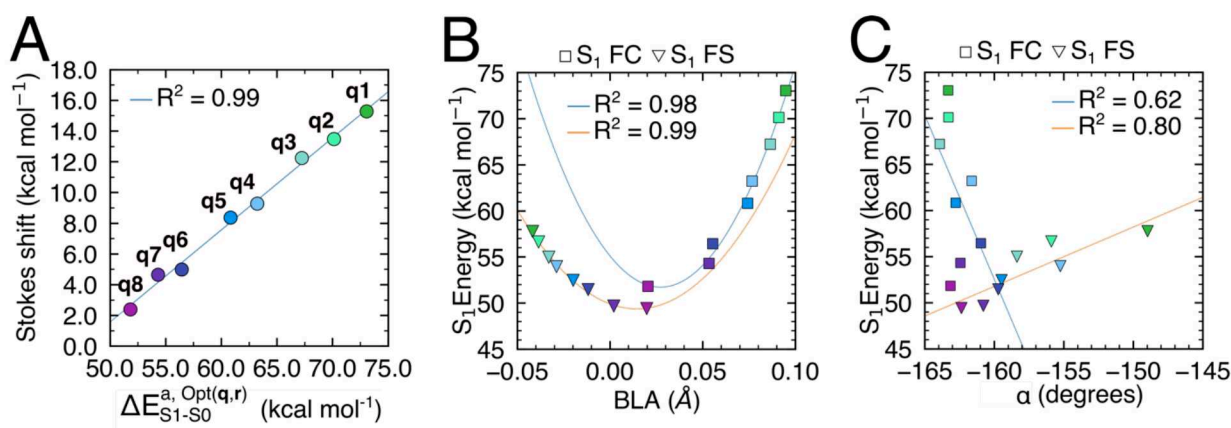 A
Stokes shift (kcal mol⁻¹)
18.0
16.0
14.0
12.0
10.0
8.0
6.0
4.0
2.0
0.0
R² = 0.99
q1
q2
q3
q4
q5
q6
q7
q8
50.0 55.0 60.0 65.0 70.0 75.0
ΔE a, Opt(q,r) S1-S0 (kcal mol⁻¹)
B
S₁ FC S₁ FS
S₁Energy (kcal mol⁻¹)
75
70
65
60
55
50
45
R² = 0.98
R² = 0.99
−0.05 0.00 0.05 0.10
BLA (Å)
C
S₁ FC S₁ FS
S₁Energy (kcal mol⁻¹)
75
70
65
60
55
50
45
R² = 0.62
R² = 0.80
−165 −160 −155 −150 −145
α (degrees)